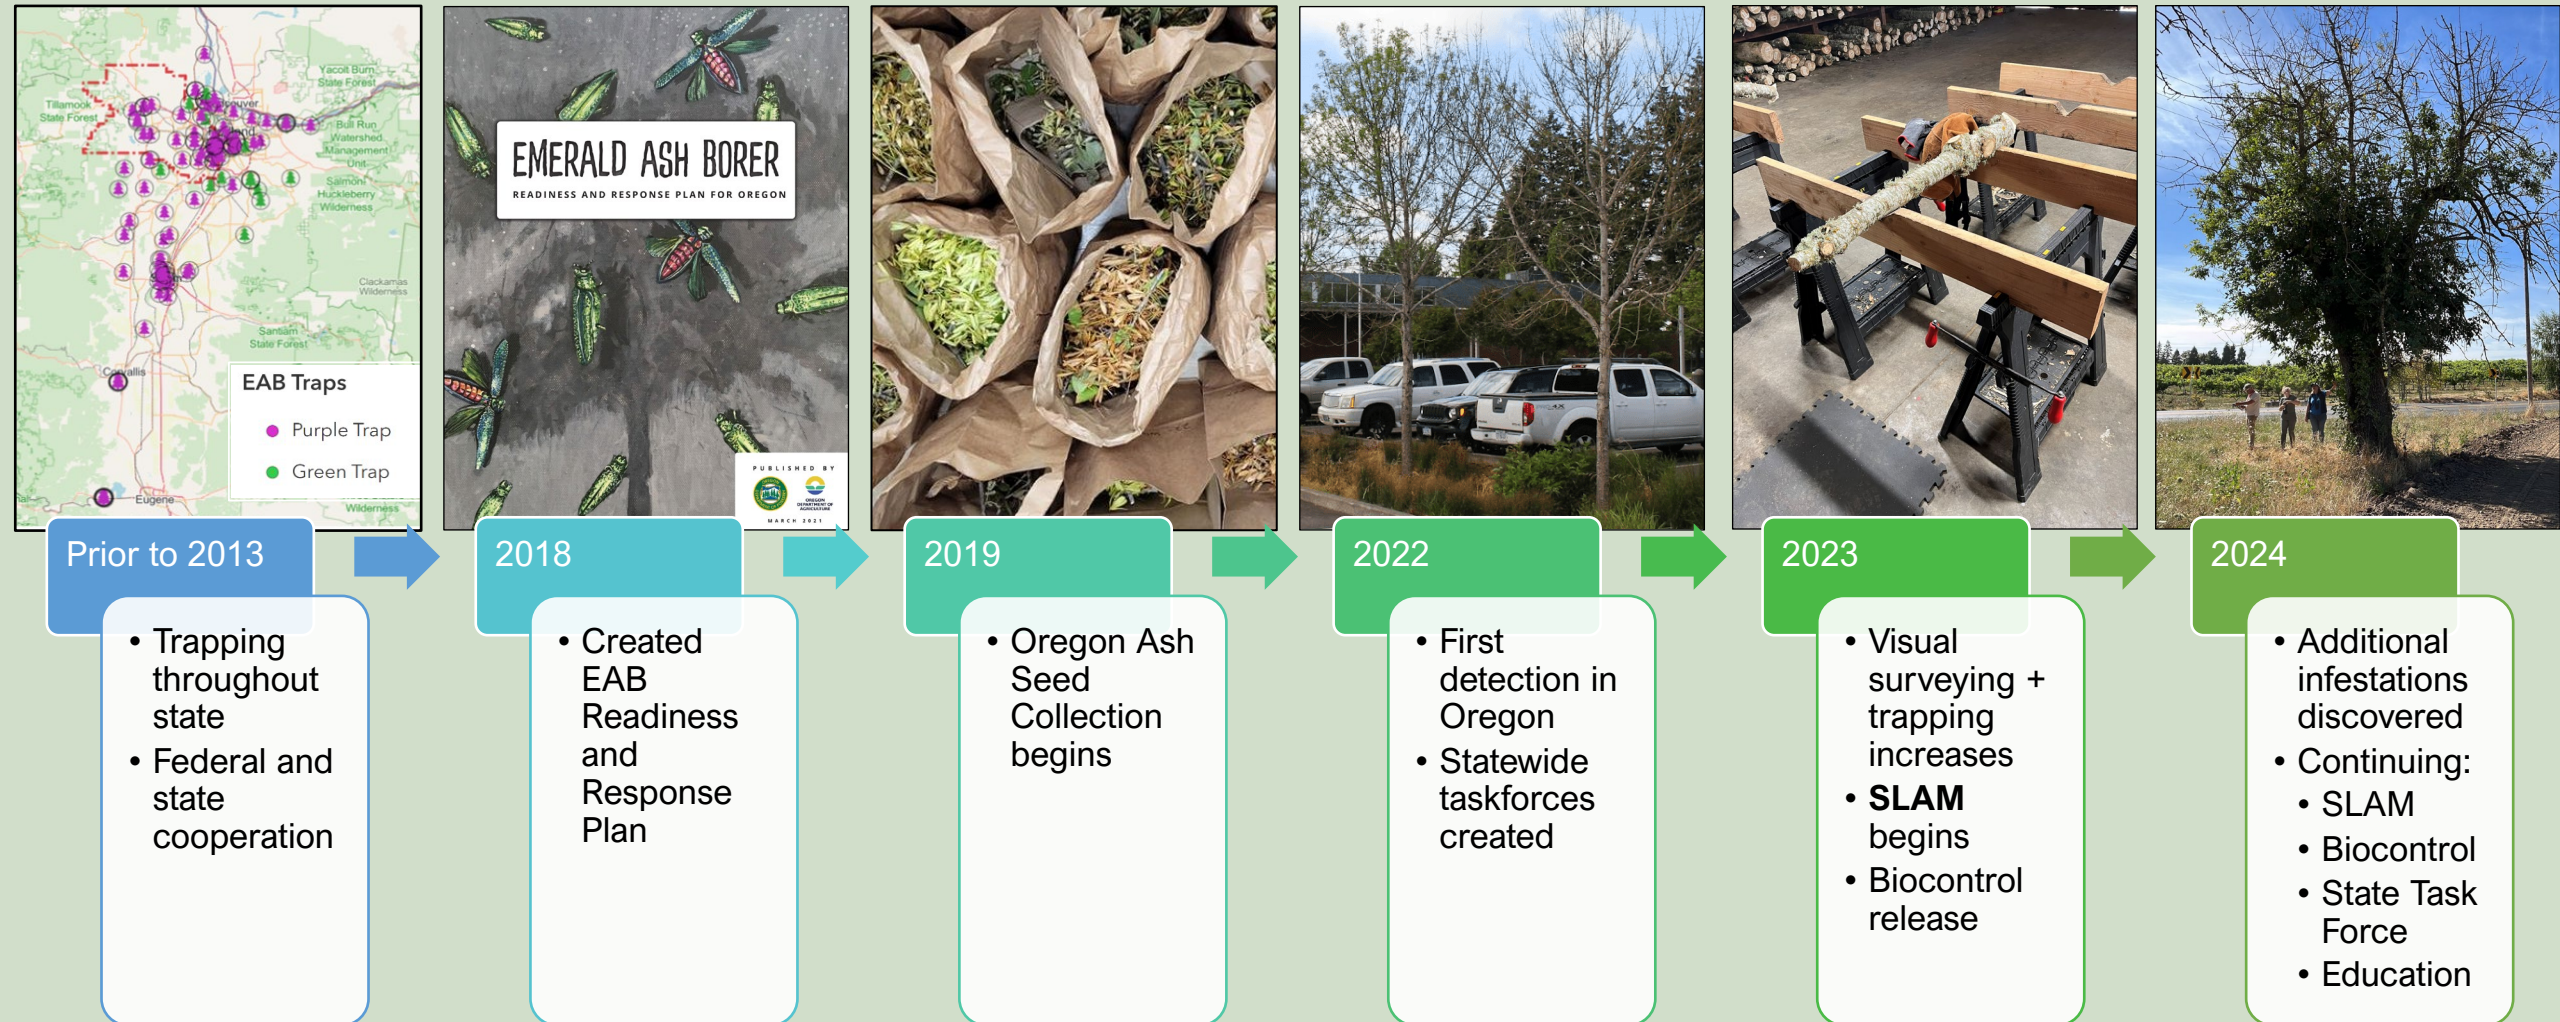 Yacolt Burn
State Forest
Tillamook
State Forest
Bull Run
Watershed
Management
Unit
Salmon
Huckleberry
Wilderness
Clackamas
Wilderness
Santiam
State Forest
Corvallis
Eugene
Wilderness
EAB Traps
Purple Trap
Green Trap
EMERALD ASH BORER
READINESS AND RESPONSE PLAN FOR OREGON
PUBLISHED BY
OREGON
DEPARTMENT OF
AGRICULTURE
MARCH 2021
Prior to 2013
• Trapping
throughout
state
• Federal and
state
cooperation
2018
• Created
EAB
Readiness
and
Response
Plan
2019
• Oregon Ash
Seed
Collection
begins
2022
• First
detection in
Oregon
• Statewide
taskforces
created
2023
• Visual
surveying +
trapping
increases
• SLAM
begins
• Biocontrol
release
2024
• Additional
infestations
discovered
• Continuing:
• SLAM
• Biocontrol
• State Task
Force
• Education